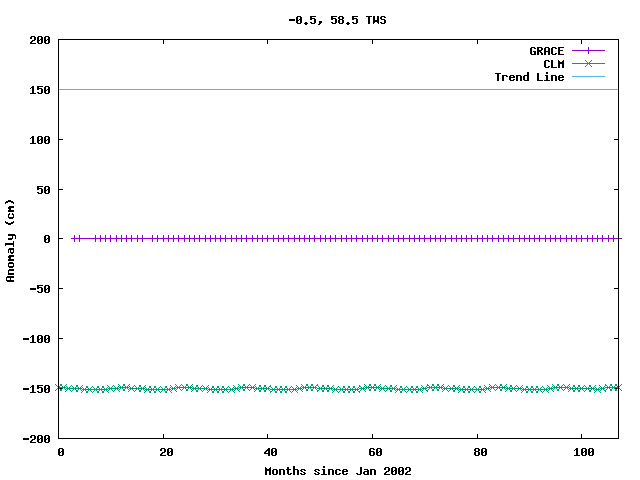 -0.5, 58.5 TWS
GRACE
CLM
Trend Line
200
150
100
50
0
-50
-100
-150
-200
Anomaly (cm)
0 20 40 60 80 100
Months since Jan 2002